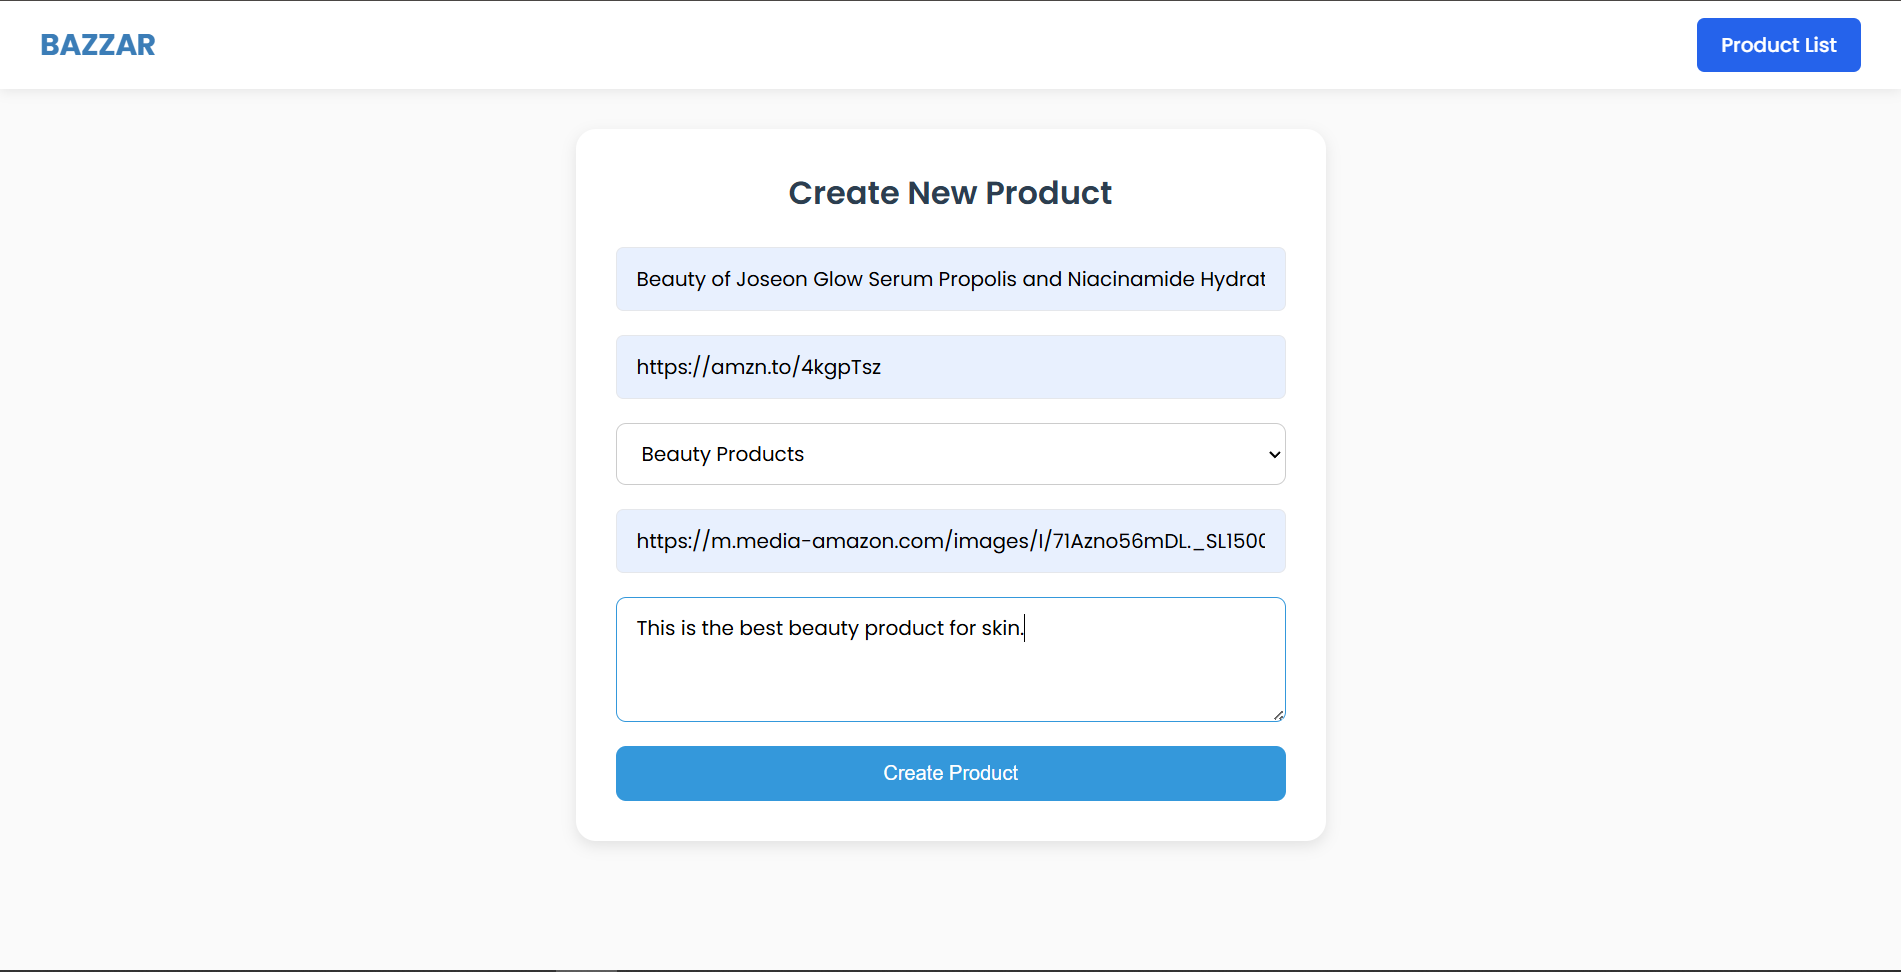 BAZZAR
Product List
Create New Product
Beauty of Joseon Glow Serum Propolis and Niacinamide Hydrat
https://amzn.to/4kgpTsz
Beauty Products
https://m.media-amazon.com/images/I/71Azno56mDL._SL1500
This is the best beauty product for skin.
Create Product